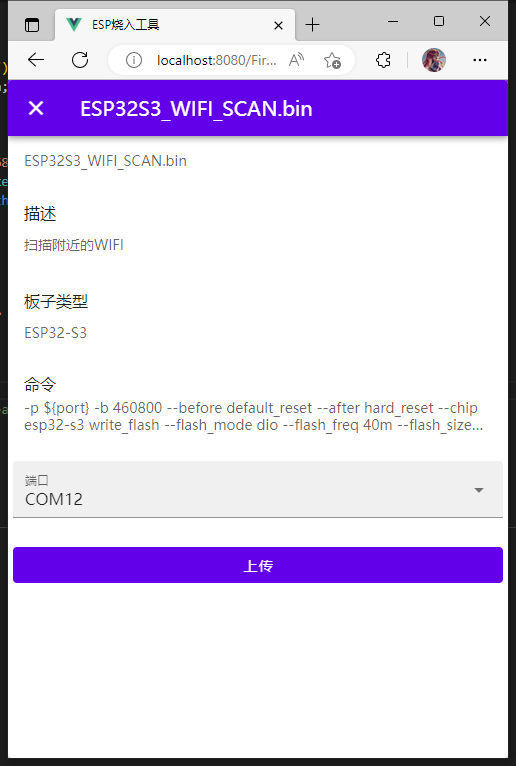 ESP烧入工具
localhost:8080/Fir...
ESP32S3_WIFI_SCAN.bin
ESP32S3_WIFI_SCAN.bin
描述
扫描附近的WIFI
板子类型
ESP32-S3
命令
-p ${port} -b 460800 --before default_reset --after hard_reset --chip
esp32-s3 write_flash --flash_mode dio --flash_freq 40m --flash_size...
端口
COM12
上传